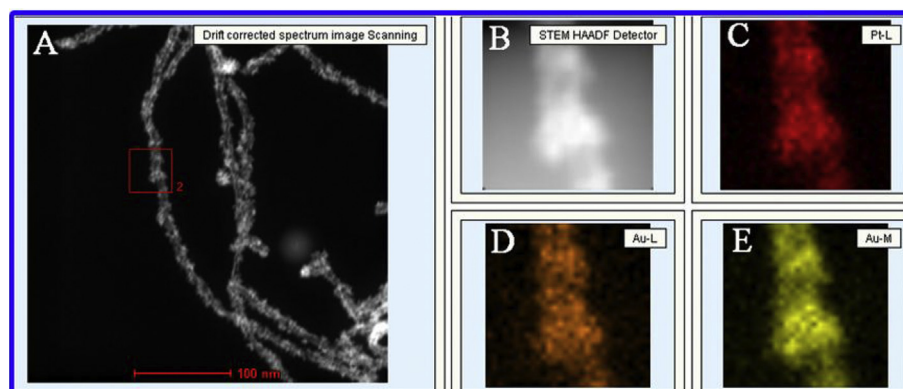 A
Drift corrected spectrum image Scanning
2
100 nm
B
STEM HAADF Detector
C
Pt-L
D
Au-L
E
Au-M